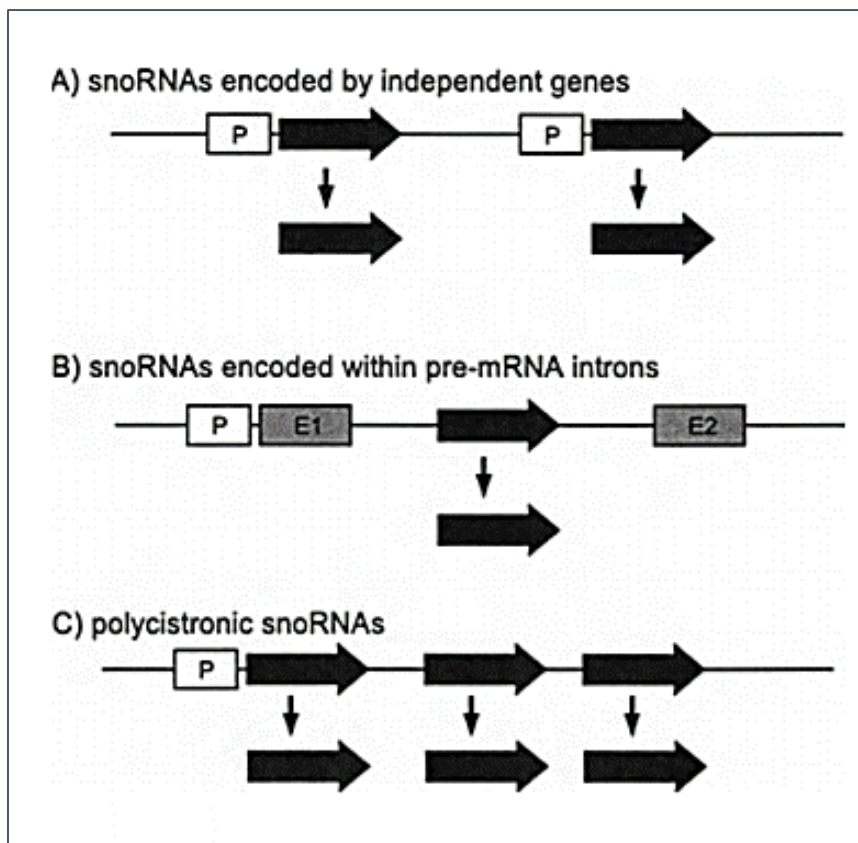 A) snoRNAs encoded by independent genes
P P
B) snoRNAs encoded within pre-mRNA introns
P E1 E2
C) polycistronic snoRNAs
P